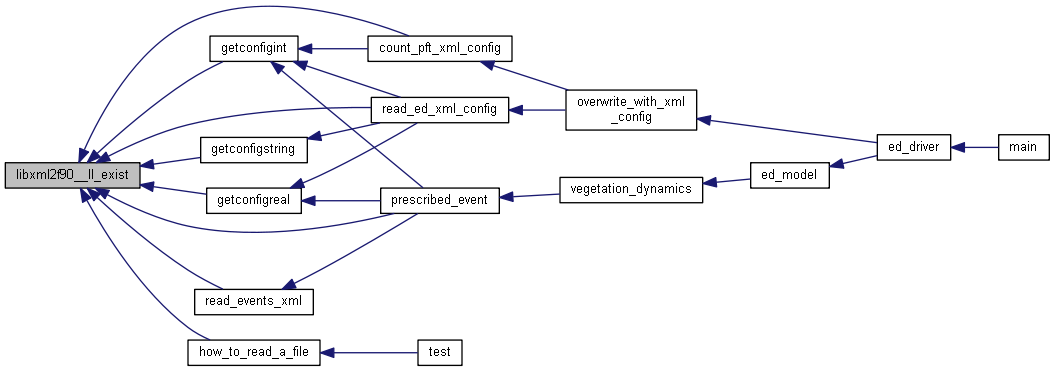 getconfigint
count_pft_xml_config
read_ed_xml_config
overwrite_with_xml
_config
getconfigstring
ed_driver
main
libxml2f90__ll_exist
getconfigreal
prescribed_event
vegetation_dynamics
ed_model
read_events_xml
how_to_read_a_file
test